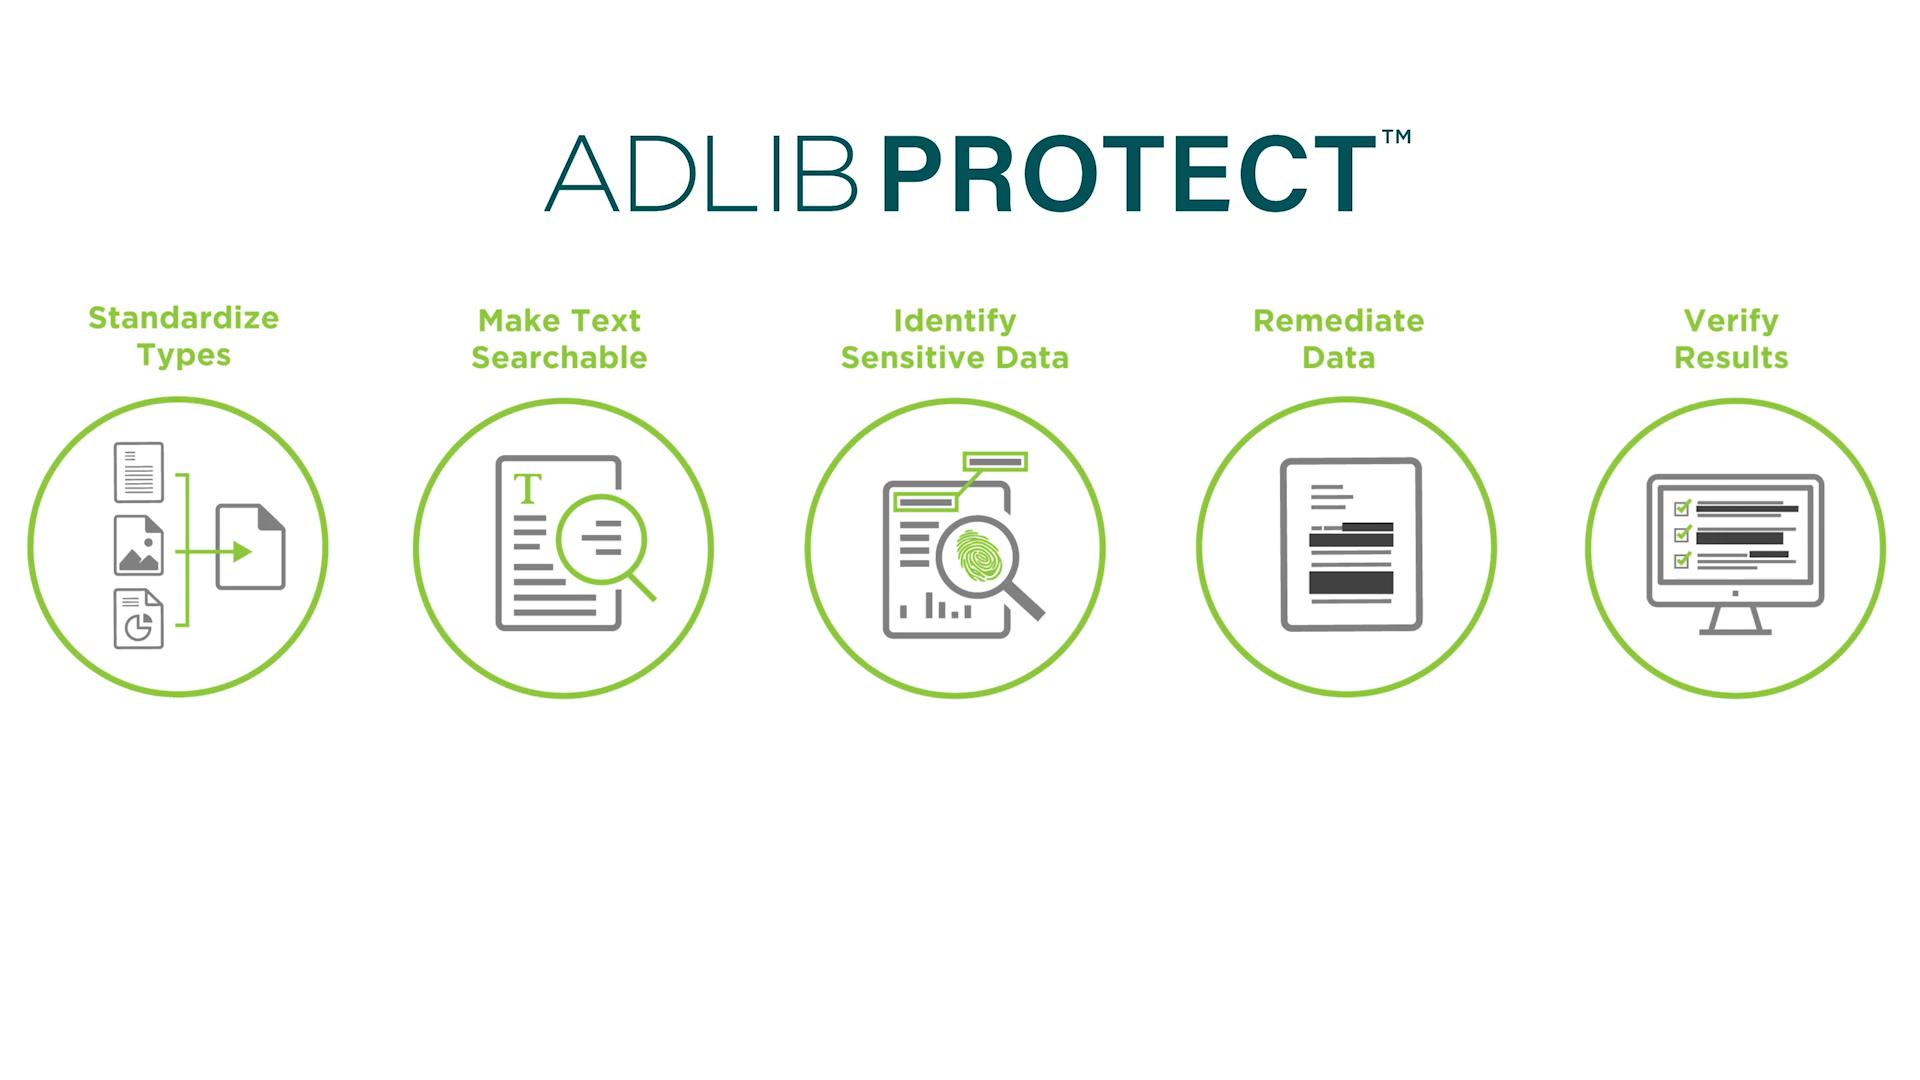 ADLIB PROTECT™
Standardize
Types
Make Text
Searchable
Identify
Sensitive Data
Remediate
Data
Verify
Results
T